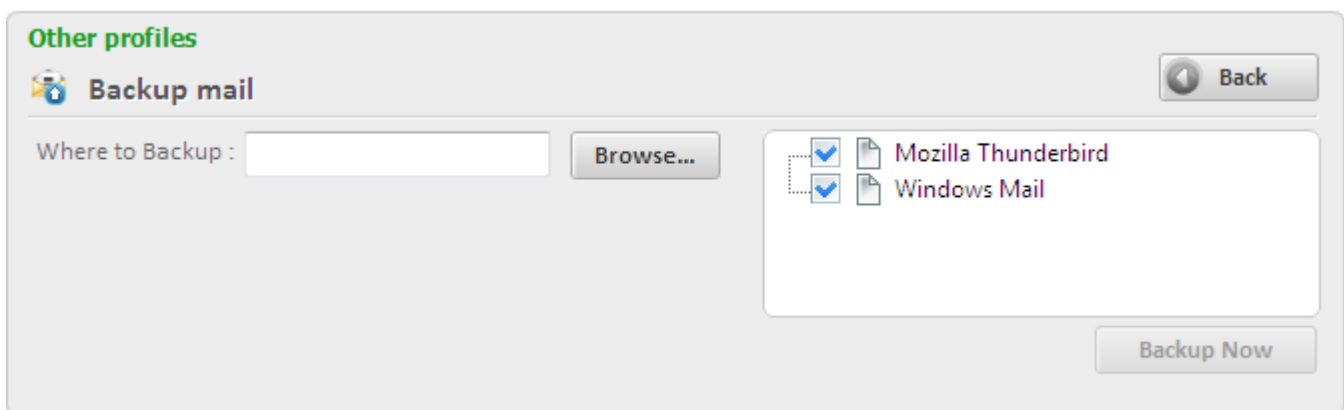 Other profiles
Backup mail
Back
Where to Backup :
Browse...
Mozilla Thunderbird
Windows Mail
Backup Now